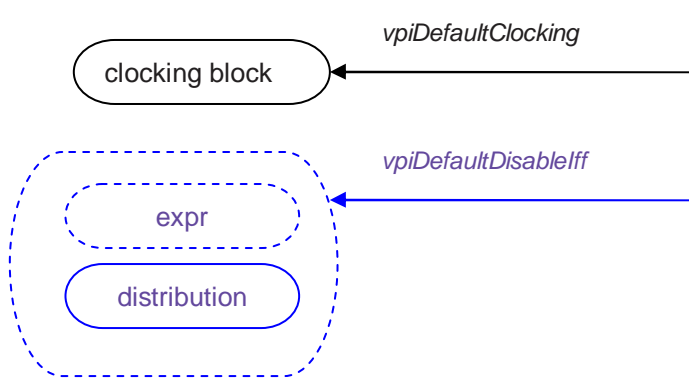 vpiDefaultClocking
clocking block
vpiDefaultDisableIff
expr
distribution